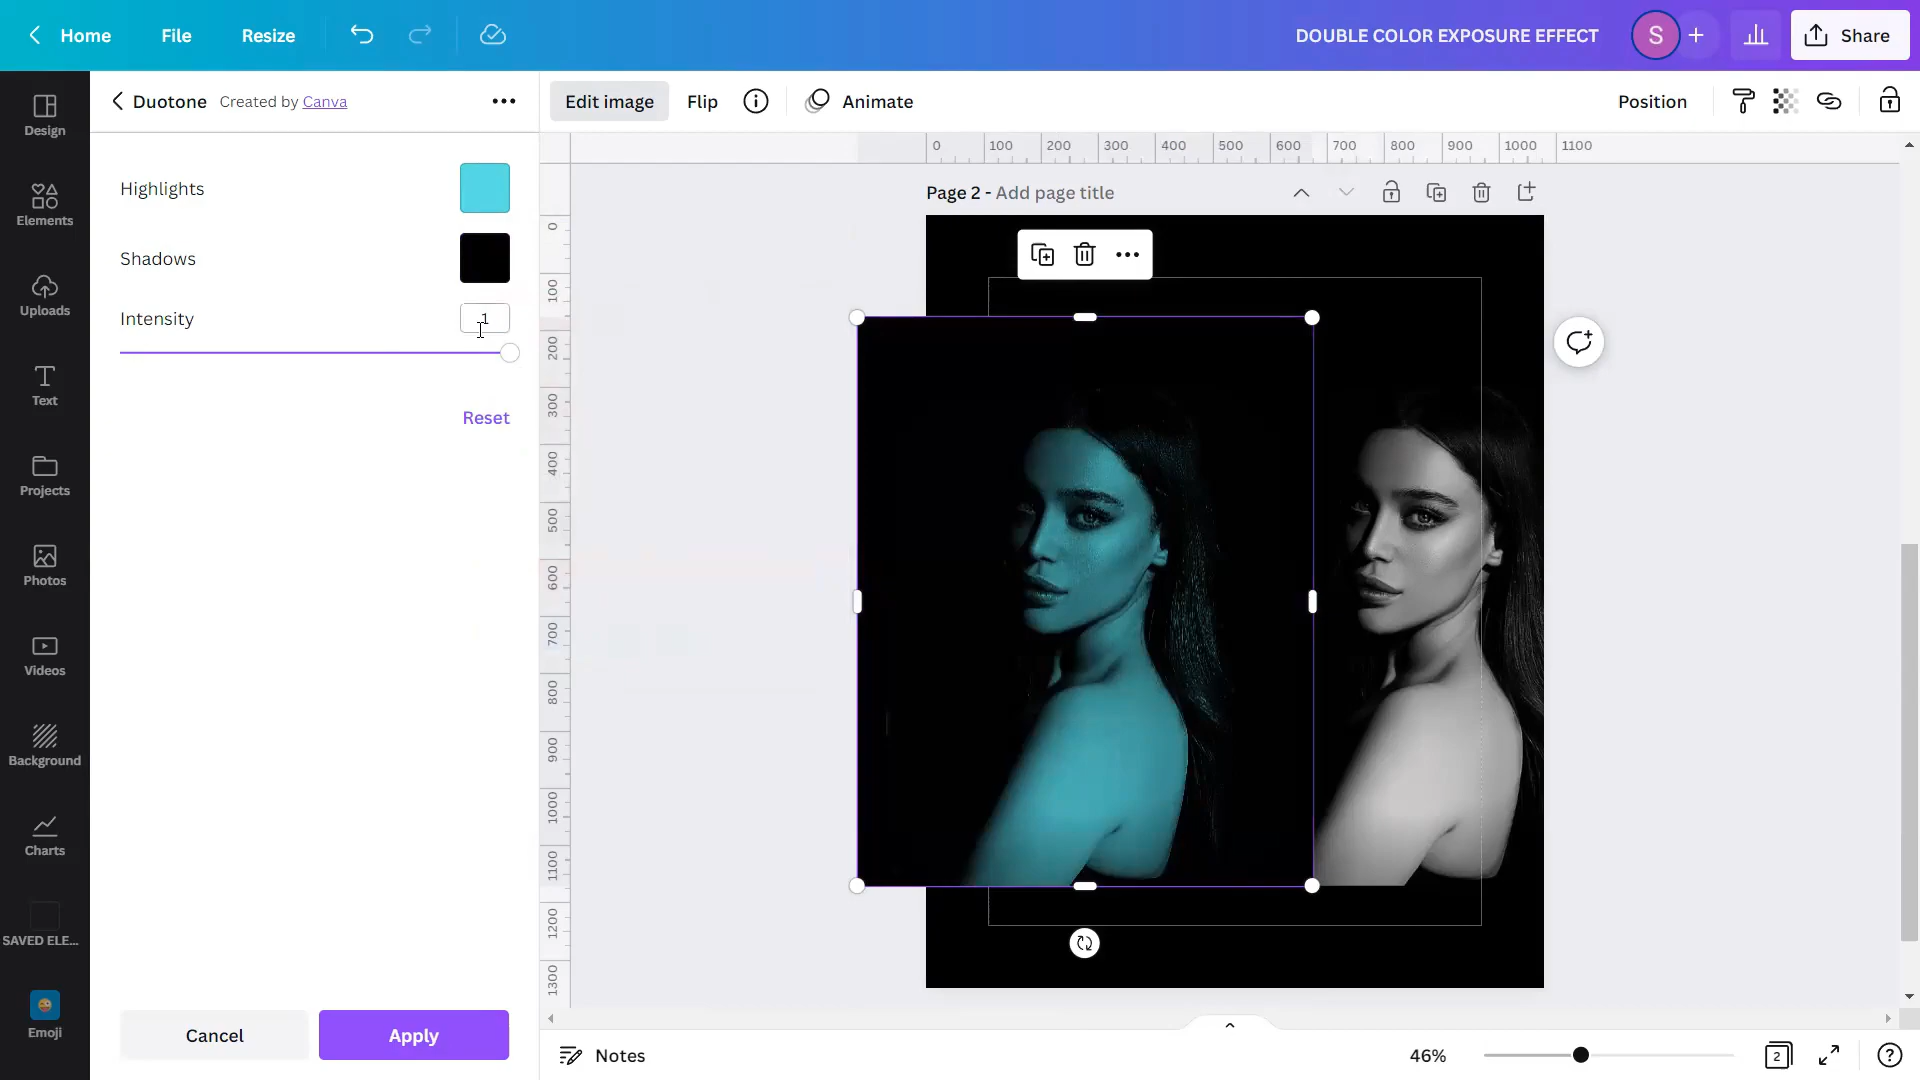 Home File Resize DOUBLE COLOR EXPOSURE EFFECT S + Share
Duotone Created by Canva ••• Edit image Flip Animate Position
Design
Elements
Uploads
Text
Projects
Photos
Videos
Background
Charts
SAVED ELE...
Emoji
Highlights
Shadows
Intensity 1
Reset
Cancel Apply
0 100 200 300 400 500 600 700 800 900 1000 1100
Page 2 - Add page title
0
100
200
300
400
500
600
700
800
900
1000
1100
1200
1300
Notes 46% 2 ?